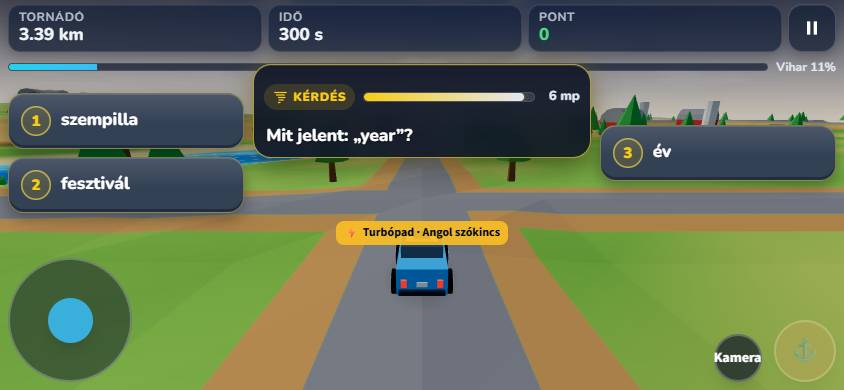 TORNÁDÓ
3.39 km
IDŐ
300 s
PONT
0
Vihar 11%
KÉRDÉS
6 mp
Mit jelent: „year”?
1 szempilla
2 fesztivál
3 év
Turbópad · Angol szókincs
Kamera